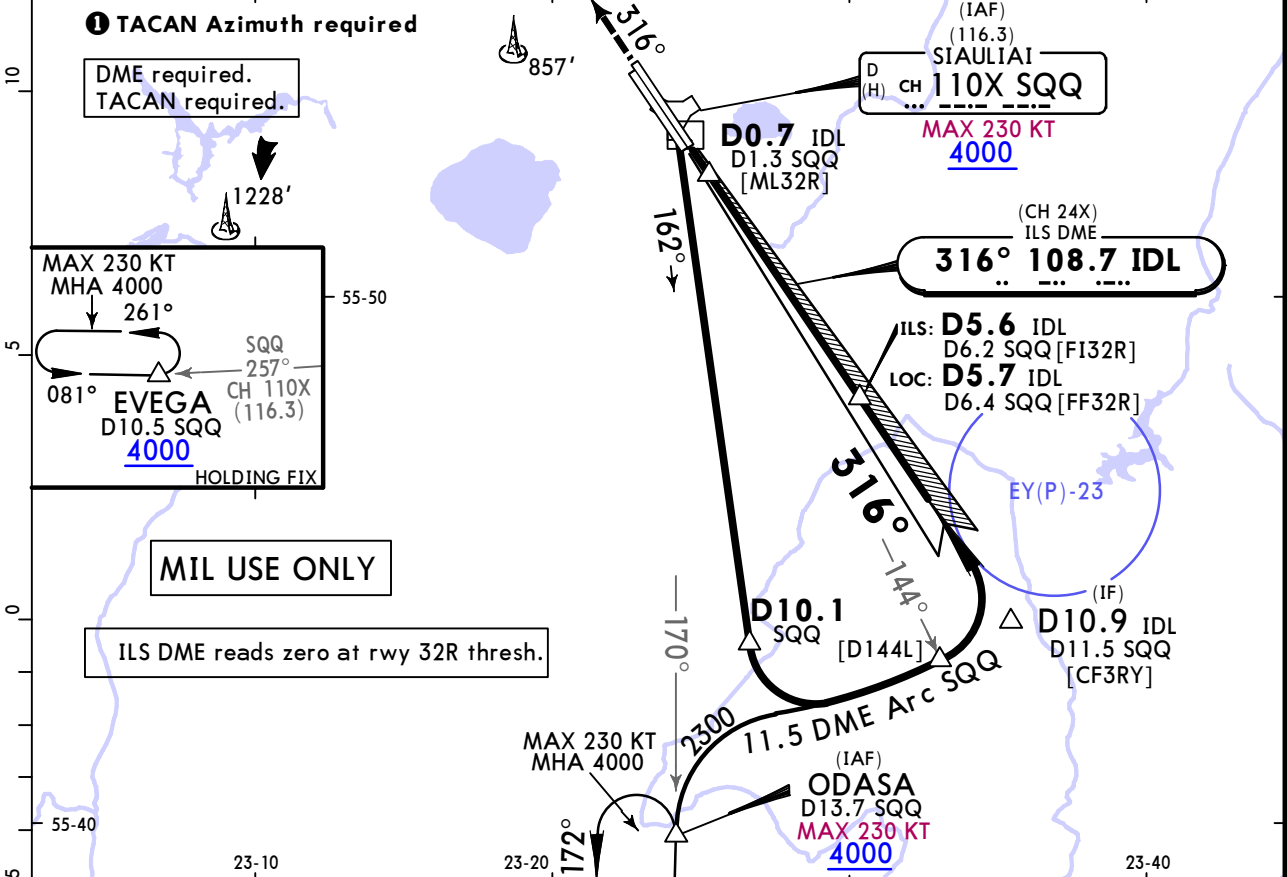 ❶ TACAN Azimuth required
DME required.
TACAN required.
857'
1228'
316°
(IAF)
(116.3)
SIAULIAI
D
(H)
CH 110X SQQ
MAX 230 KT
4000
D0.7 IDL
D1.3 SQQ
[ML32R]
162°
(CH 24X)
ILS DME
316° 108.7 IDL
ILS: D5.6 IDL
D6.2 SQQ [FI32R]
LOC: D5.7 IDL
D6.4 SQQ [FF32R]
EY(P)-23
10
5
0
5
55-50
MAX 230 KT
MHA 4000
261°
081°
SQQ
257°
CH 110X
(116.3)
EVEGA
D10.5 SQQ
4000
HOLDING FIX
MIL USE ONLY
ILS DME reads zero at rwy 32R thresh.
316°
144°
170°
D10.1
SQQ
[D144L]
(IF)
D10.9 IDL
D11.5 SQQ
[CF3RY]
11.5 DME Arc SQQ
2300
MAX 230 KT
MHA 4000
172°
(IAF)
ODASA
D13.7 SQQ
MAX 230 KT
4000
55-40
23-10
23-20
23-40